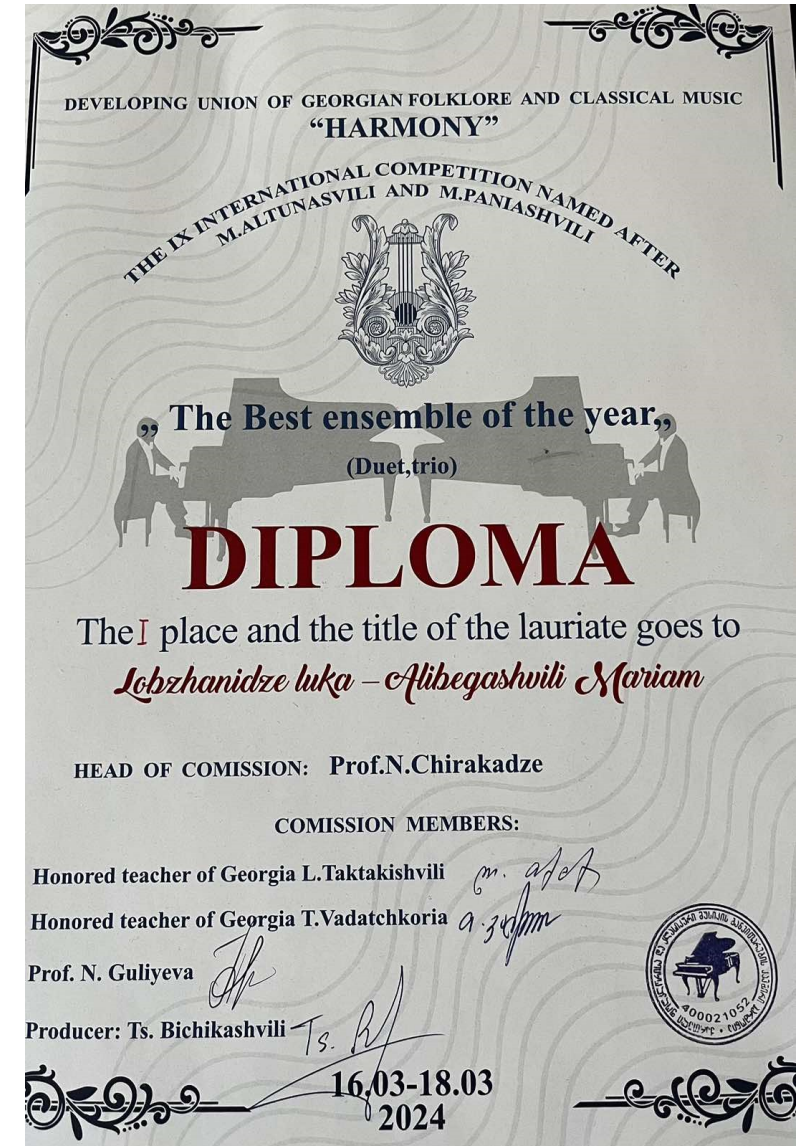 DEVELOPING UNION OF GEORGIAN FOLKLORE AND CLASSICAL MUSIC
“HARMONY”
THE IX INTERNATIONAL COMPETITION NAMED AFTER
M.ALTUNASVILI AND M.PANIASHVILI
„ The Best ensemble of the year„
(Duet,trio)
DIPLOMA
The I place and the title of the lauriate goes to
Lobzhanidze luka – Alibegashvili Mariam
HEAD OF COMISSION: Prof.N.Chirakadze
COMISSION MEMBERS:
Honored teacher of Georgia L.Taktakishvili
Honored teacher of Georgia T.Vadatchkoria
Prof. N. Guliyeva
Producer: Ts. Bichikashvili Ts.
400021052
16,03-18.03
2024